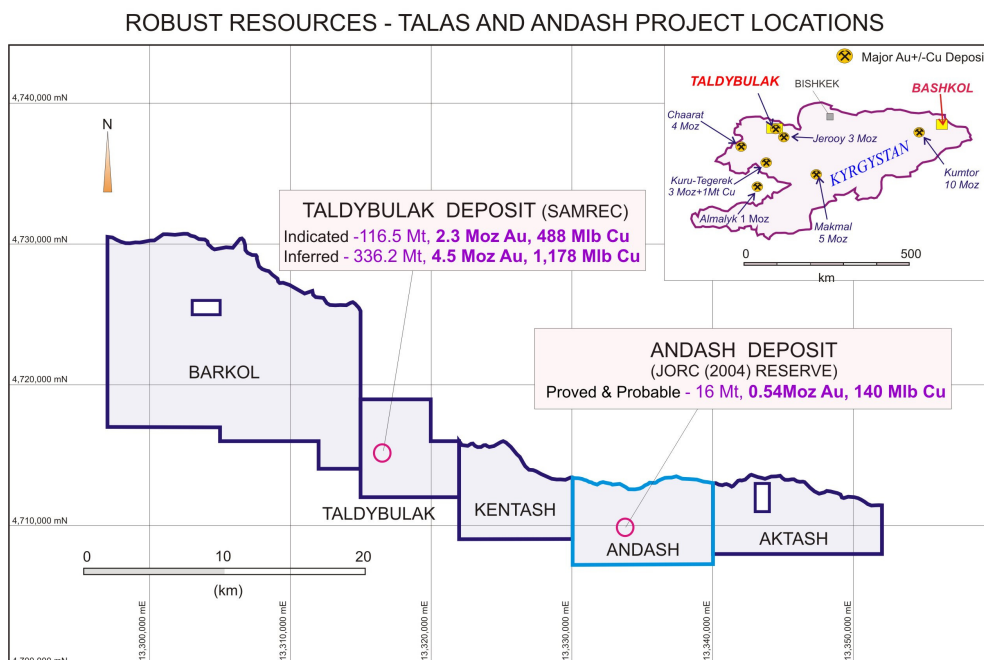 ROBUST RESOURCES - TALAS AND ANDASH PROJECT LOCATIONS
Major Au+/-Cu Deposi
TALDYBULAK
BISHKEK
BASHKOL
Chaarat
4 Moz
Jerooy 3 Moz
KYRGYSTAN
Kuru-Tegerek
3 Moz+1Mt Cu
Kumtor
10 Moz
Almalyk 1 Moz
Makmal
5 Moz
0 500
km
4,740,000 mN
N
4,730,000 mN
TALDYBULAK DEPOSIT (SAMREC)
Indicated -116.5 Mt, 2.3 Moz Au, 488 Mlb Cu
Inferred - 336.2 Mt, 4.5 Moz Au, 1,178 Mlb Cu
ANDASH DEPOSIT
(JORC (2004) RESERVE)
Proved & Probable - 16 Mt, 0.54Moz Au, 140 Mlb Cu
4,720,000 mN
BARKOL
TALDYBULAK
KENTASH
ANDASH
AKTASH
4,710,000 mN
0 10 20
(km)
13,300,000 mE
13,310,000 mE
13,320,000 mE
13,330,000 mE
13,340,000 mE
13,350,000 mE
4,700,000 mN